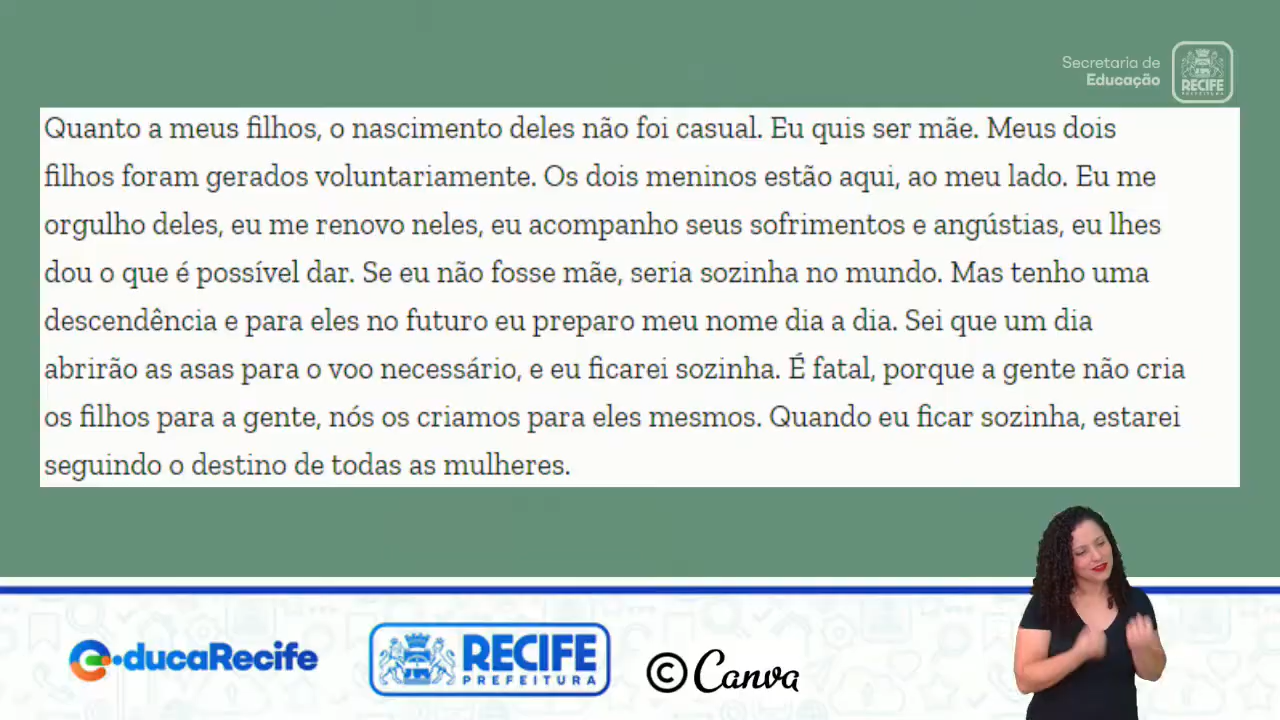 Secretaria de
Educação
RECIFE
PREFEITURA
Quanto a meus filhos, o nascimento deles não foi casual. Eu quis ser mãe. Meus dois
filhos foram gerados voluntariamente. Os dois meninos estão aqui, ao meu lado. Eu me
orgulho deles, eu me renovo neles, eu acompanho seus sofrimentos e angústias, eu lhes
dou o que é possível dar. Se eu não fosse mãe, seria sozinha no mundo. Mas tenho uma
descendência e para eles no futuro eu preparo meu nome dia a dia. Sei que um dia
abrirão as asas para o voo necessário, e eu ficarei sozinha. É fatal, porque a gente não cria
os filhos para a gente, nós os criamos para eles mesmos. Quando eu ficar sozinha, estarei
seguindo o destino de todas as mulheres.
educaRecife
RECIFE
PREFEITURA
© Canva